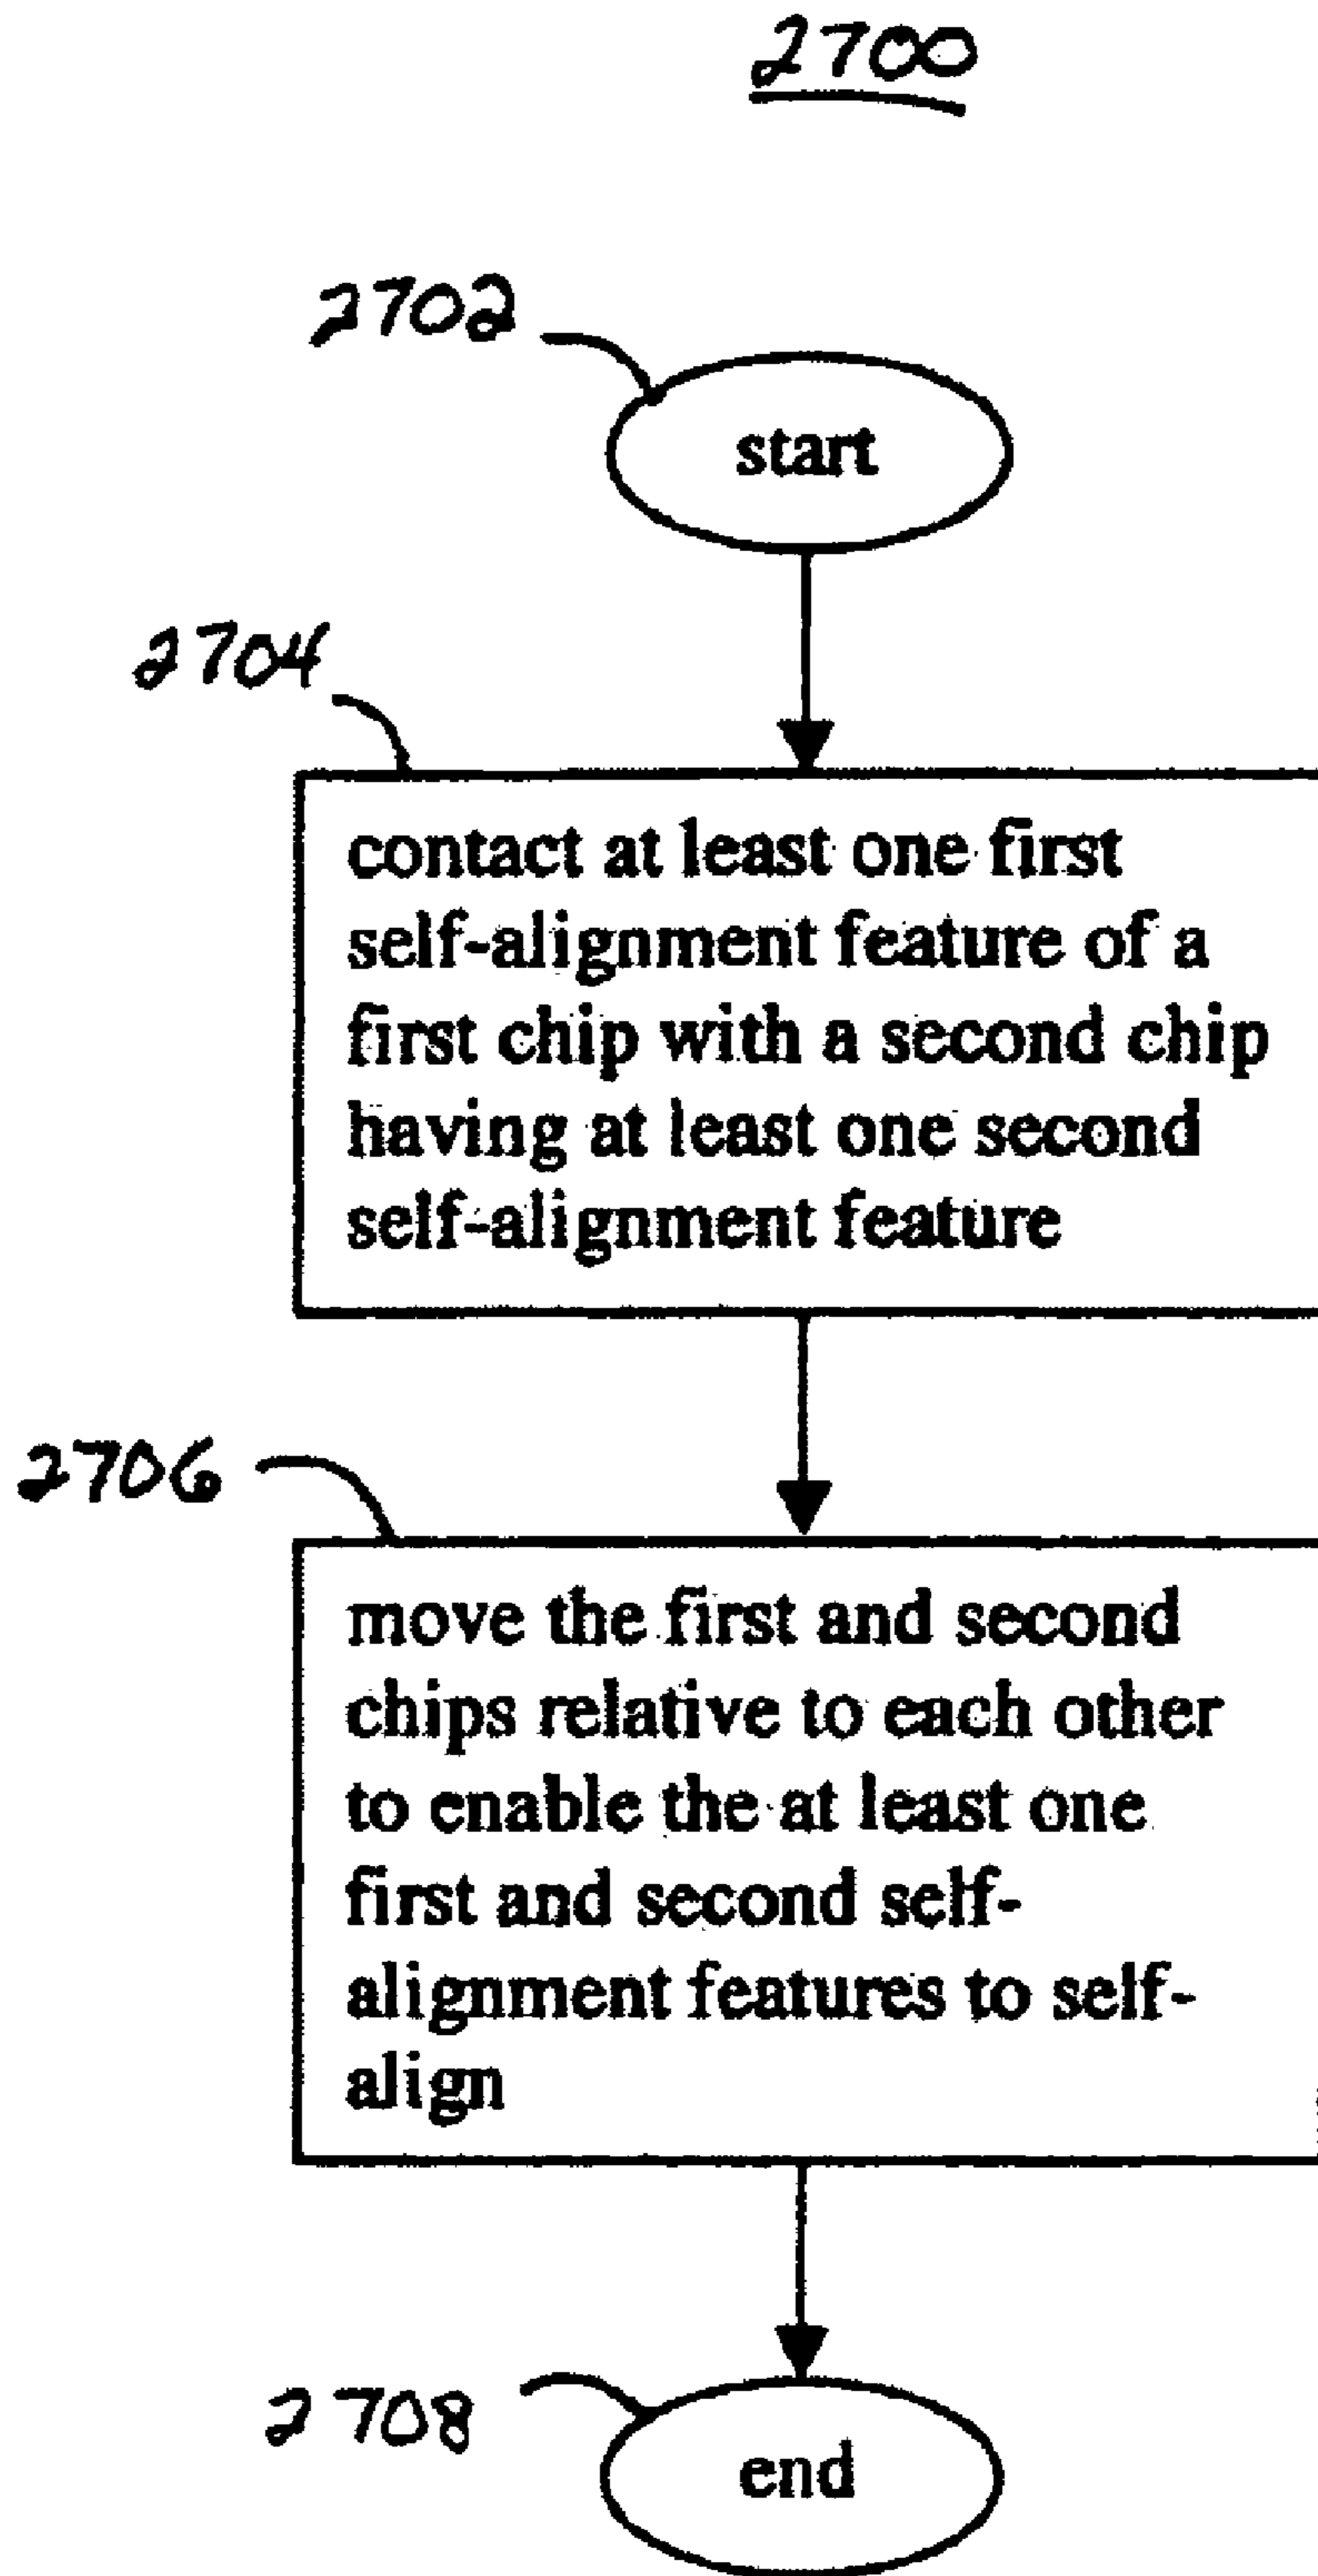 2700
2702
start
2704
contact at least one first
self-alignment feature of a
first chip with a second chip
having at least one second
self-alignment feature
2706
move the first and second
chips relative to each other
to enable the at least one
first and second self-
alignment features to self-
align
2708
end